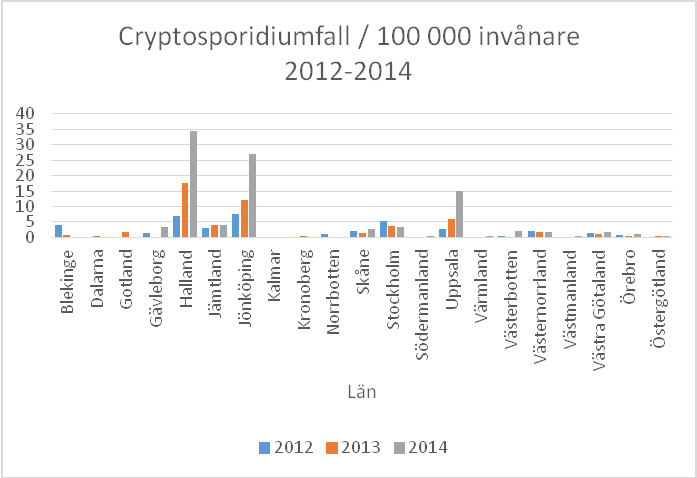 Cryptosporidiumfall / 100 000 invånare
2012-2014
40
35
30
25
20
15
10
5
0
Blekinge
Dalarna
Gotland
Gävleborg
Halland
Jämtland
Jönköping
Kalmar
Kronoberg
Norrbotten
Skåne
Stockholm
Södermanland
Uppsala
Värmland
Västerbotten
Västernorrland
Västmanland
Västra Götaland
Örebro
Östergötland
Län
2012 2013 2014